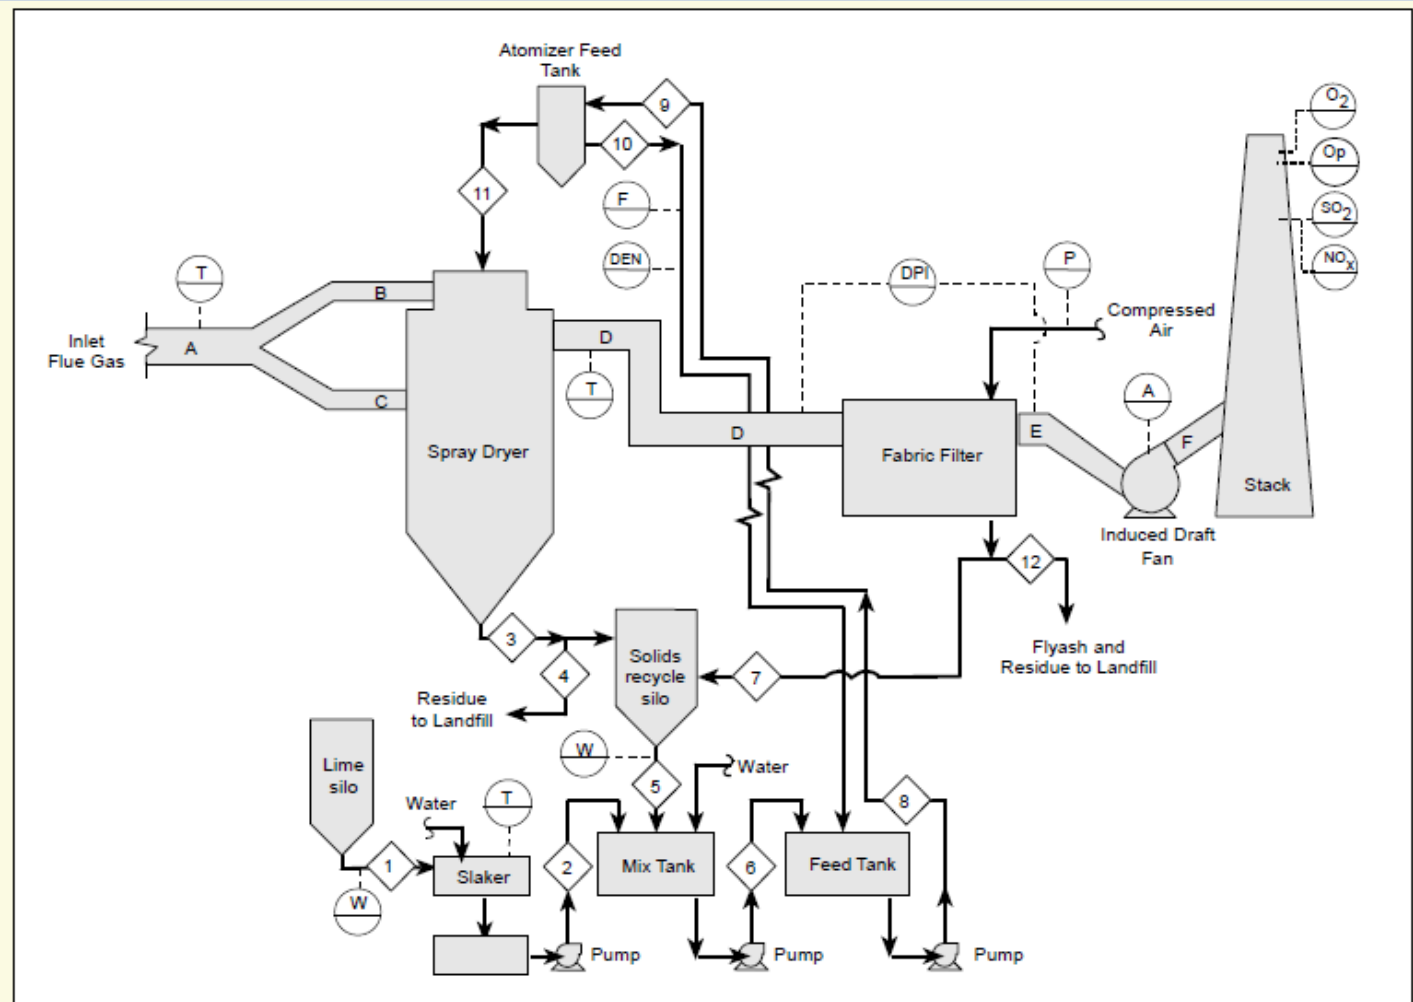 Atomizer Feed
Tank
9
10
11
O2
Op
SO2
NOx
F
DEN
T
DPI
P
Compressed
Air
B
Inlet
Flue Gas
A
D
T
C
A
D
E
F
Spray Dryer
Fabric Filter
Stack
Induced Draft
Fan
12
3
Solids
recycle
silo
4
7
Flyash and
Residue to Landfill
Residue
to Landfill
W
5
Water
Lime
silo
T
Water
8
1
2
6
Slaker
Mix Tank
Feed Tank
W
Pump
Pump
Pump